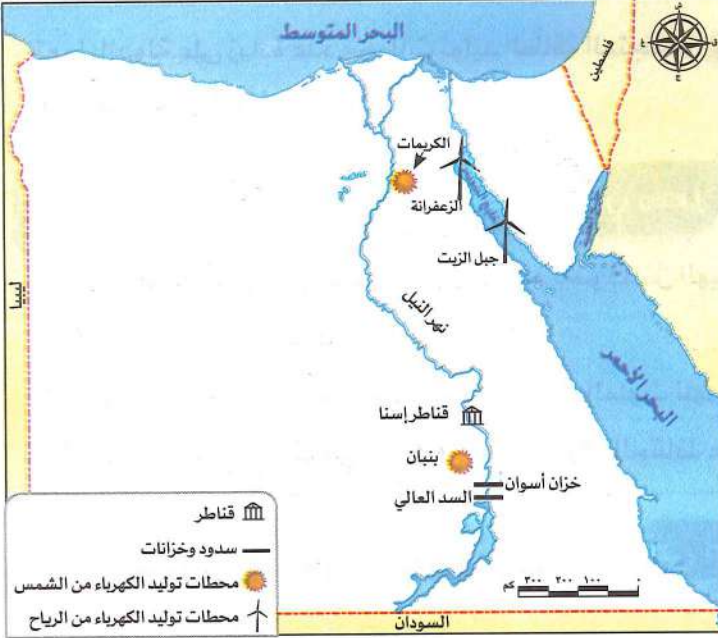 البحر المتوسط
فلسطين
الكريمات
الزعفرانة
جبل الزيت
ليبيا
نهر النيل
البحر الأحمر
قناطر إسنا
بنبان
خزان أسوان
السد العالي
قناطر
سدود وخزانات
محطات توليد الكهرباء من الشمس
محطات توليد الكهرباء من الرياح
٣٠٠ ٢٠٠ ١٠٠ ٠ كم
السودان